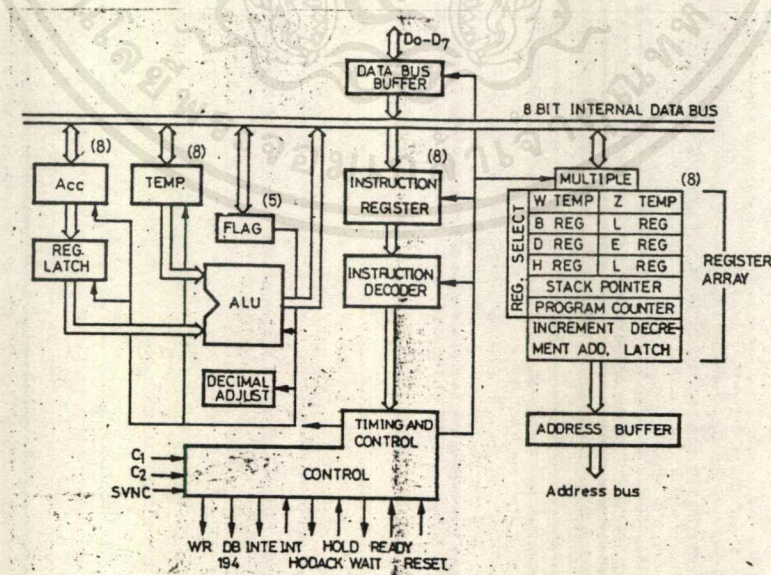 D0-D7
DATA BUS
BUFFER
8 BIT INTERNAL DATA BUS
(8)
(8)
(5)
(8)
(8)
Acc
TEMP.
FLAG
INSTRUCTION
REGISTER
MULTIPLE
REG. SELECT
W TEMP Z TEMP
B REG L REG
D REG E REG
H REG L REG
STACK POINTER
PROGRAM COUNTER
INCREMENT DECRE-
MENT ADD. LATCH
REGISTER
ARRAY
REG.
LATCH
ALU
INSTRUCTION
DECODER
DECIMAL
ADJUST
TIMING AND
CONTROL
CONTROL
ADDRESS BUFFER
Address bus
C1
C2
SVNC
WR DB INTE INT HOLD READY
194 HODACK WAIT RESET